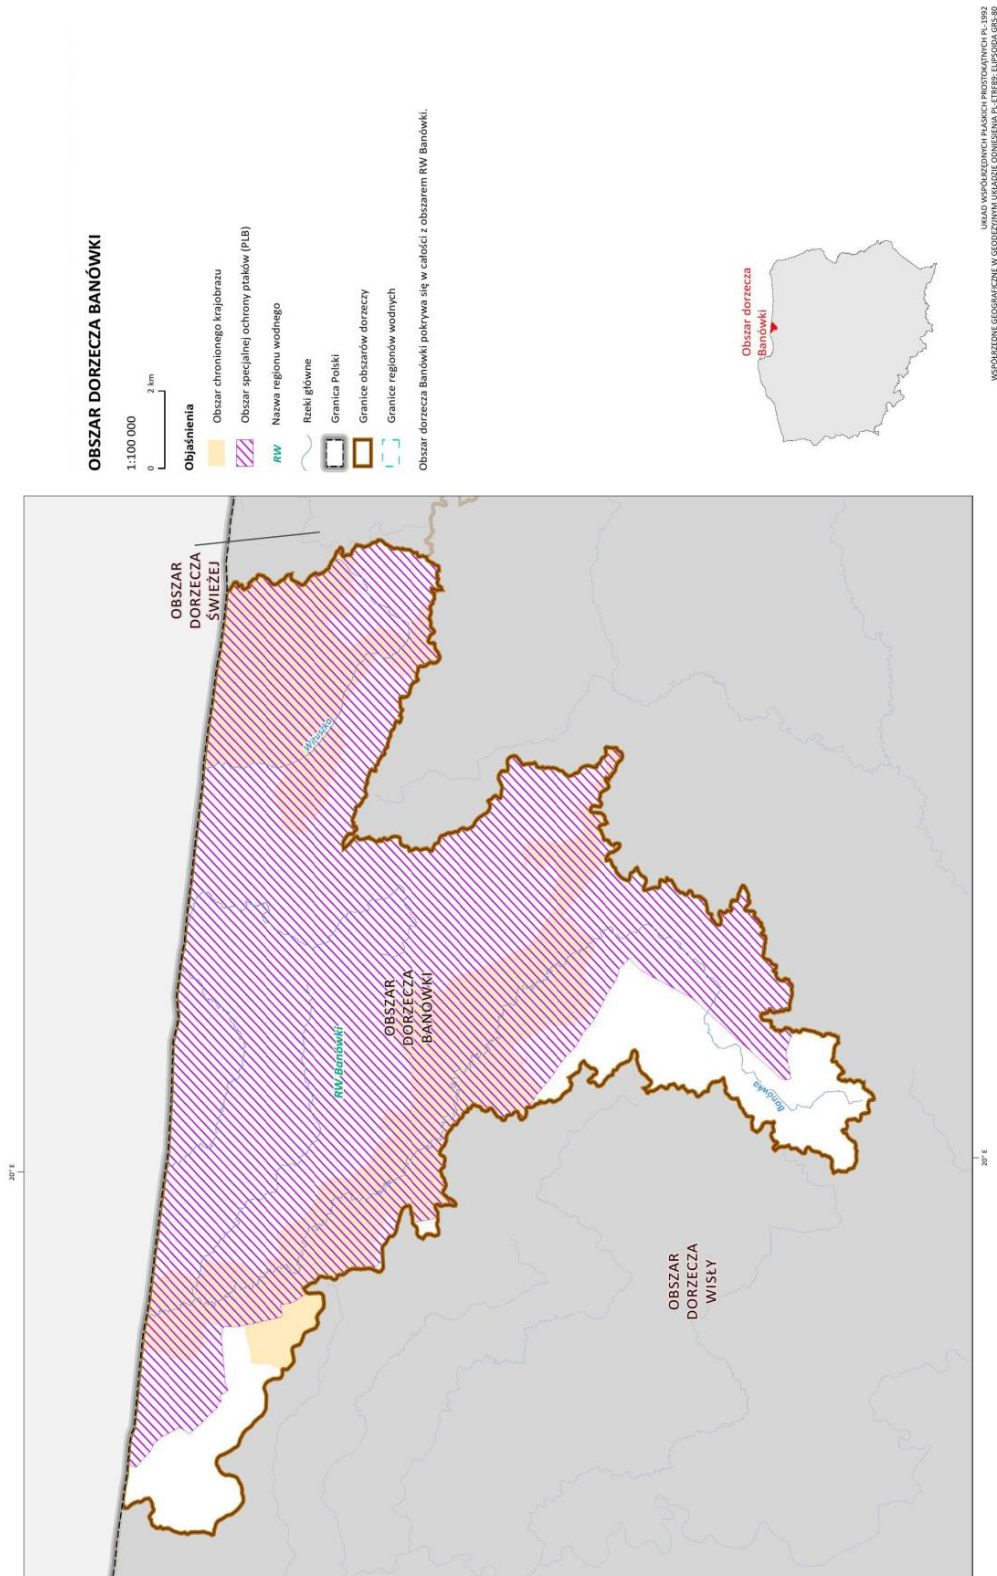 OBSZAR DORZECZA BANÓWKI
1:100 000
0 2 km
Objaśnienia
Obszar chronionego krajobrazu
Obszar specjalnej ochrony ptaków (PLB)
RW Nazwa regionu wodnego
Rzeki główne
Granica Polski
Granice obszarów dorzeczy
Granice regionów wodnych
Obszar dorzecza Banówki pokrywa się w całości z obszarem RW Banówki.
Obszar dorzecza
Banówki
UKŁAD WSPÓŁRZĘDNYCH PŁASKICH PROSTOKĄTNYCH PL-1992
WSPÓŁRZĘDNE GEOGRAFICZNE W GEODEZYJNYM UKŁADZIE ODNIESIENIA PL-ETRF89: ELIPSOIDA GRS-80
20° E
OBSZAR
DORZECZA
ŚWIEŻEJ
Wzuszka
RW Banówki
OBSZAR
DORZECZA
BANÓWKI
Banówka
OBSZAR
DORZECZA
WISŁY
20° E